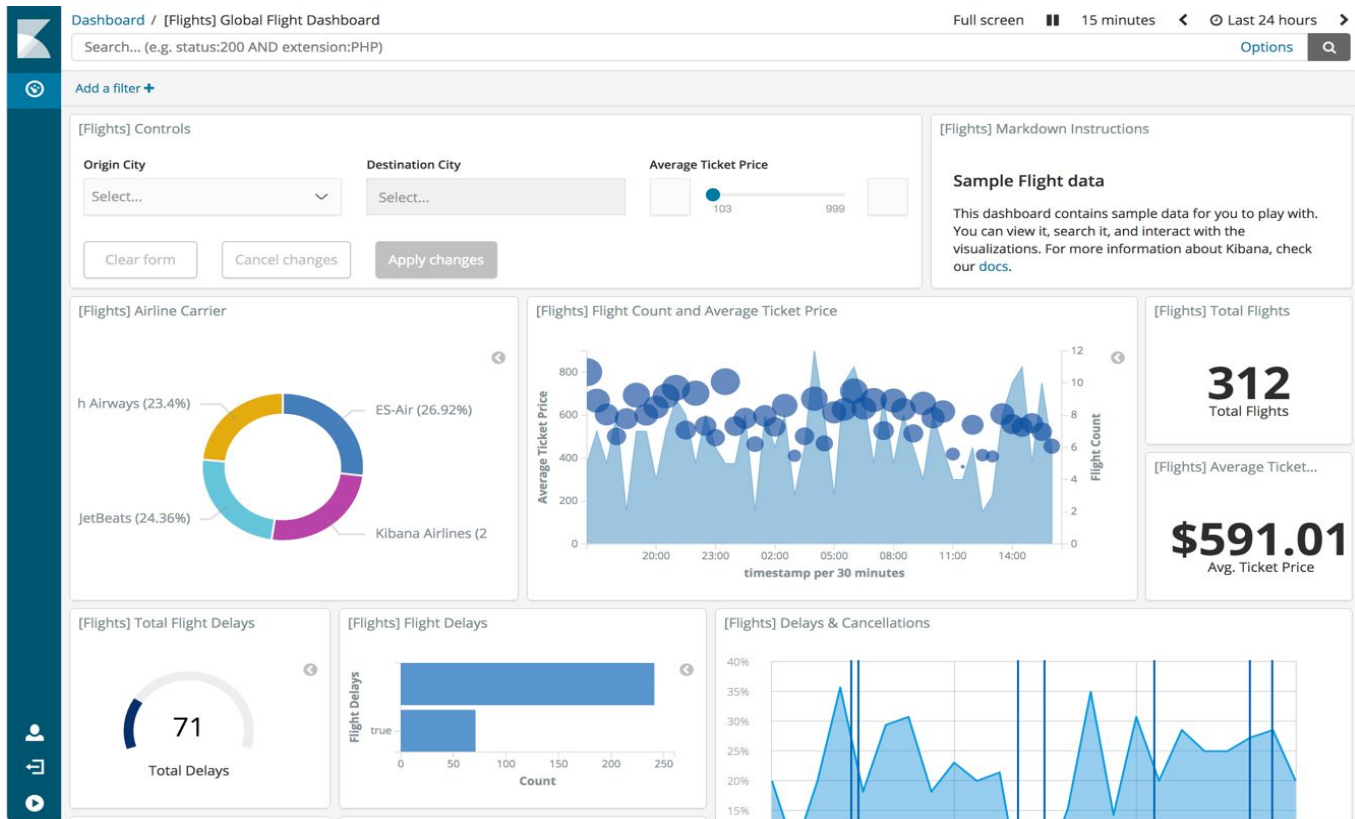 Dashboard / [Flights] Global Flight Dashboard
Full screen 15 minutes Last 24 hours
Search... (e.g. status:200 AND extension:PHP)
Options
Add a filter
[Flights] Controls
Origin City
Select...
Destination City
Select...
Average Ticket Price
103 999
Clear form
Cancel changes
Apply changes
[Flights] Markdown Instructions
Sample Flight data
This dashboard contains sample data for you to play with.
You can view it, search it, and interact with the
visualizations. For more information about Kibana, check
our docs.
[Flights] Airline Carrier
h Airways (23.4%)
ES-Air (26.92%)
JetBeats (24.36%)
Kibana Airlines (2
[Flights] Flight Count and Average Ticket Price
Average Ticket Price
800
600
400
200
0
12
10
8
6
4
2
0
Flight Count
20:00 23:00 02:00 05:00 08:00 11:00 14:00
timestamp per 30 minutes
[Flights] Total Flights
312
Total Flights
[Flights] Average Ticket...
$591.01
Avg. Ticket Price
[Flights] Total Flight Delays
71
Total Delays
[Flights] Flight Delays
Flight Delays
true
0 50 100 150 200 250
Count
[Flights] Delays & Cancellations
40%
35%
30%
25%
20%
15%